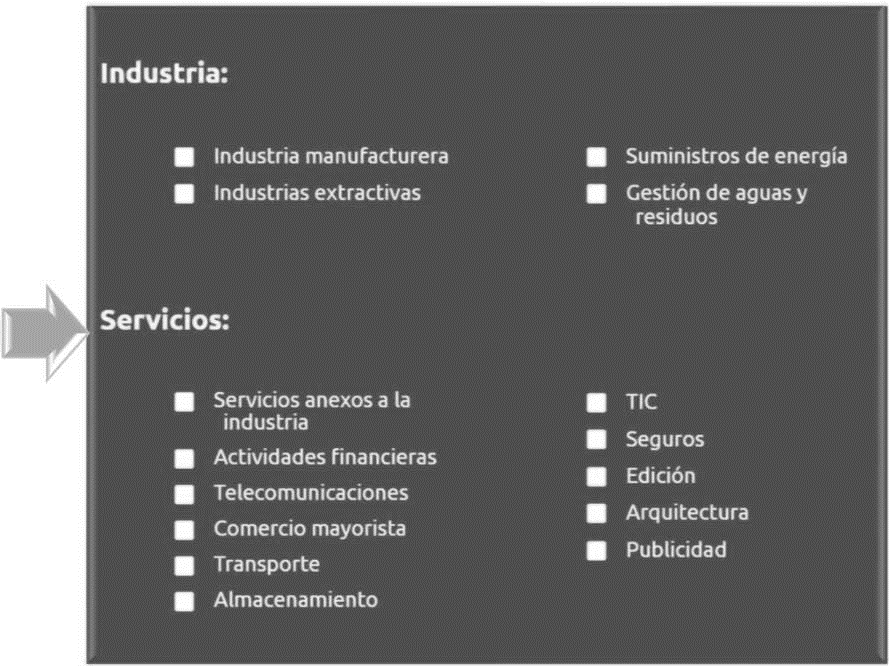 Industria:
Industria manufacturera
Industrias extractivas
Suministros de energía
Gestión de aguas y
residuos
Servicios:
Servicios anexos a la
industria
Actividades financieras
Telecomunicaciones
Comercio mayorista
Transporte
Almacenamiento
TIC
Seguros
Edición
Arquitectura
Publicidad